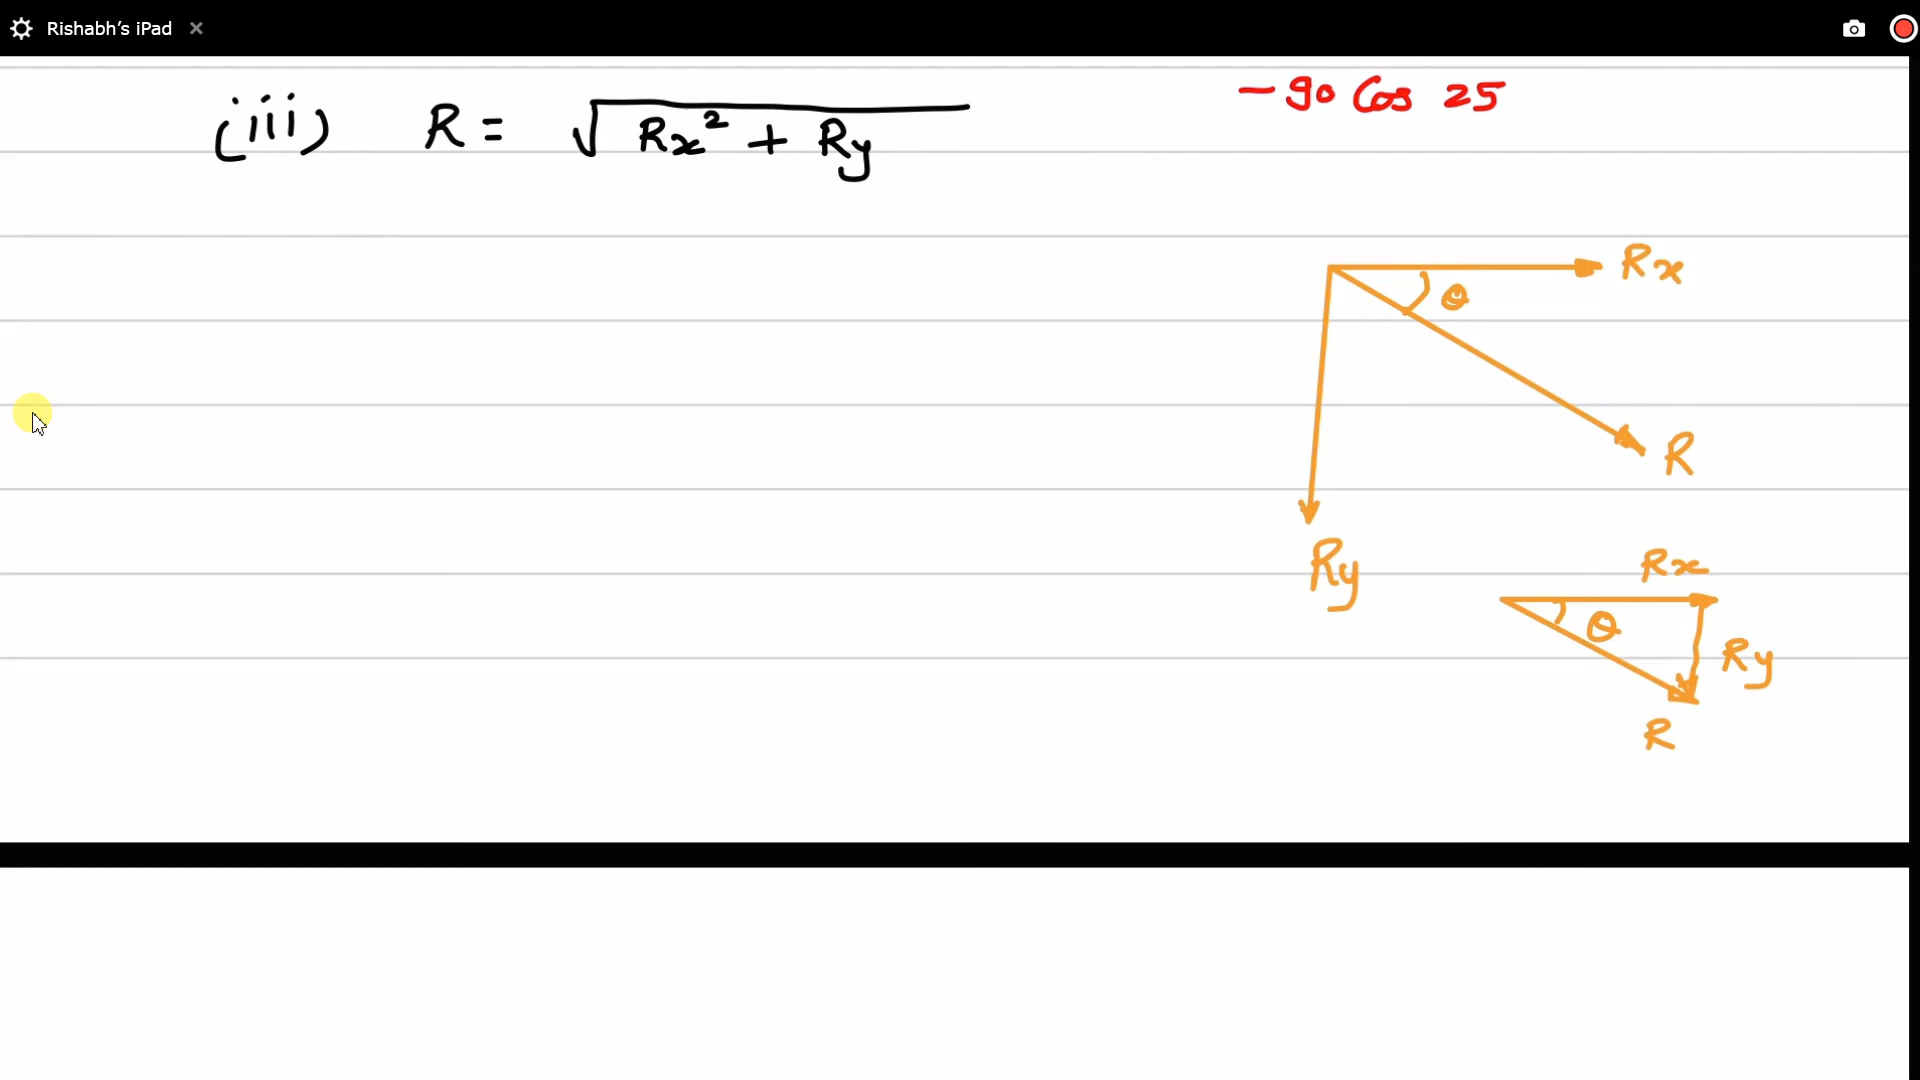 Rishabh’s iPad
- 90 Cos 25
(iii) R = √Rx² + Ry
Rx
θ
R
Ry
Rx
θ
Ry
R